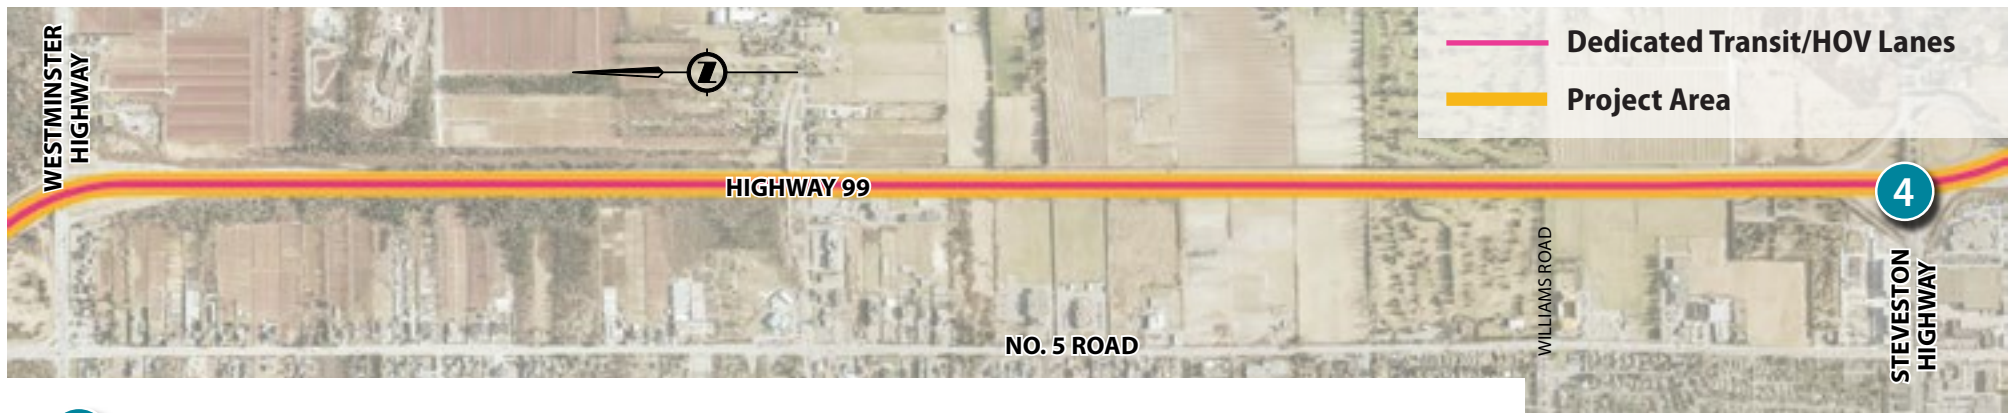 WESTMINSTER
HIGHWAY
Z
Dedicated Transit/HOV Lanes
Project Area
HIGHWAY 99
4
WILLIAMS ROAD
NO. 5 ROAD
STEVESTON
HIGHWAY